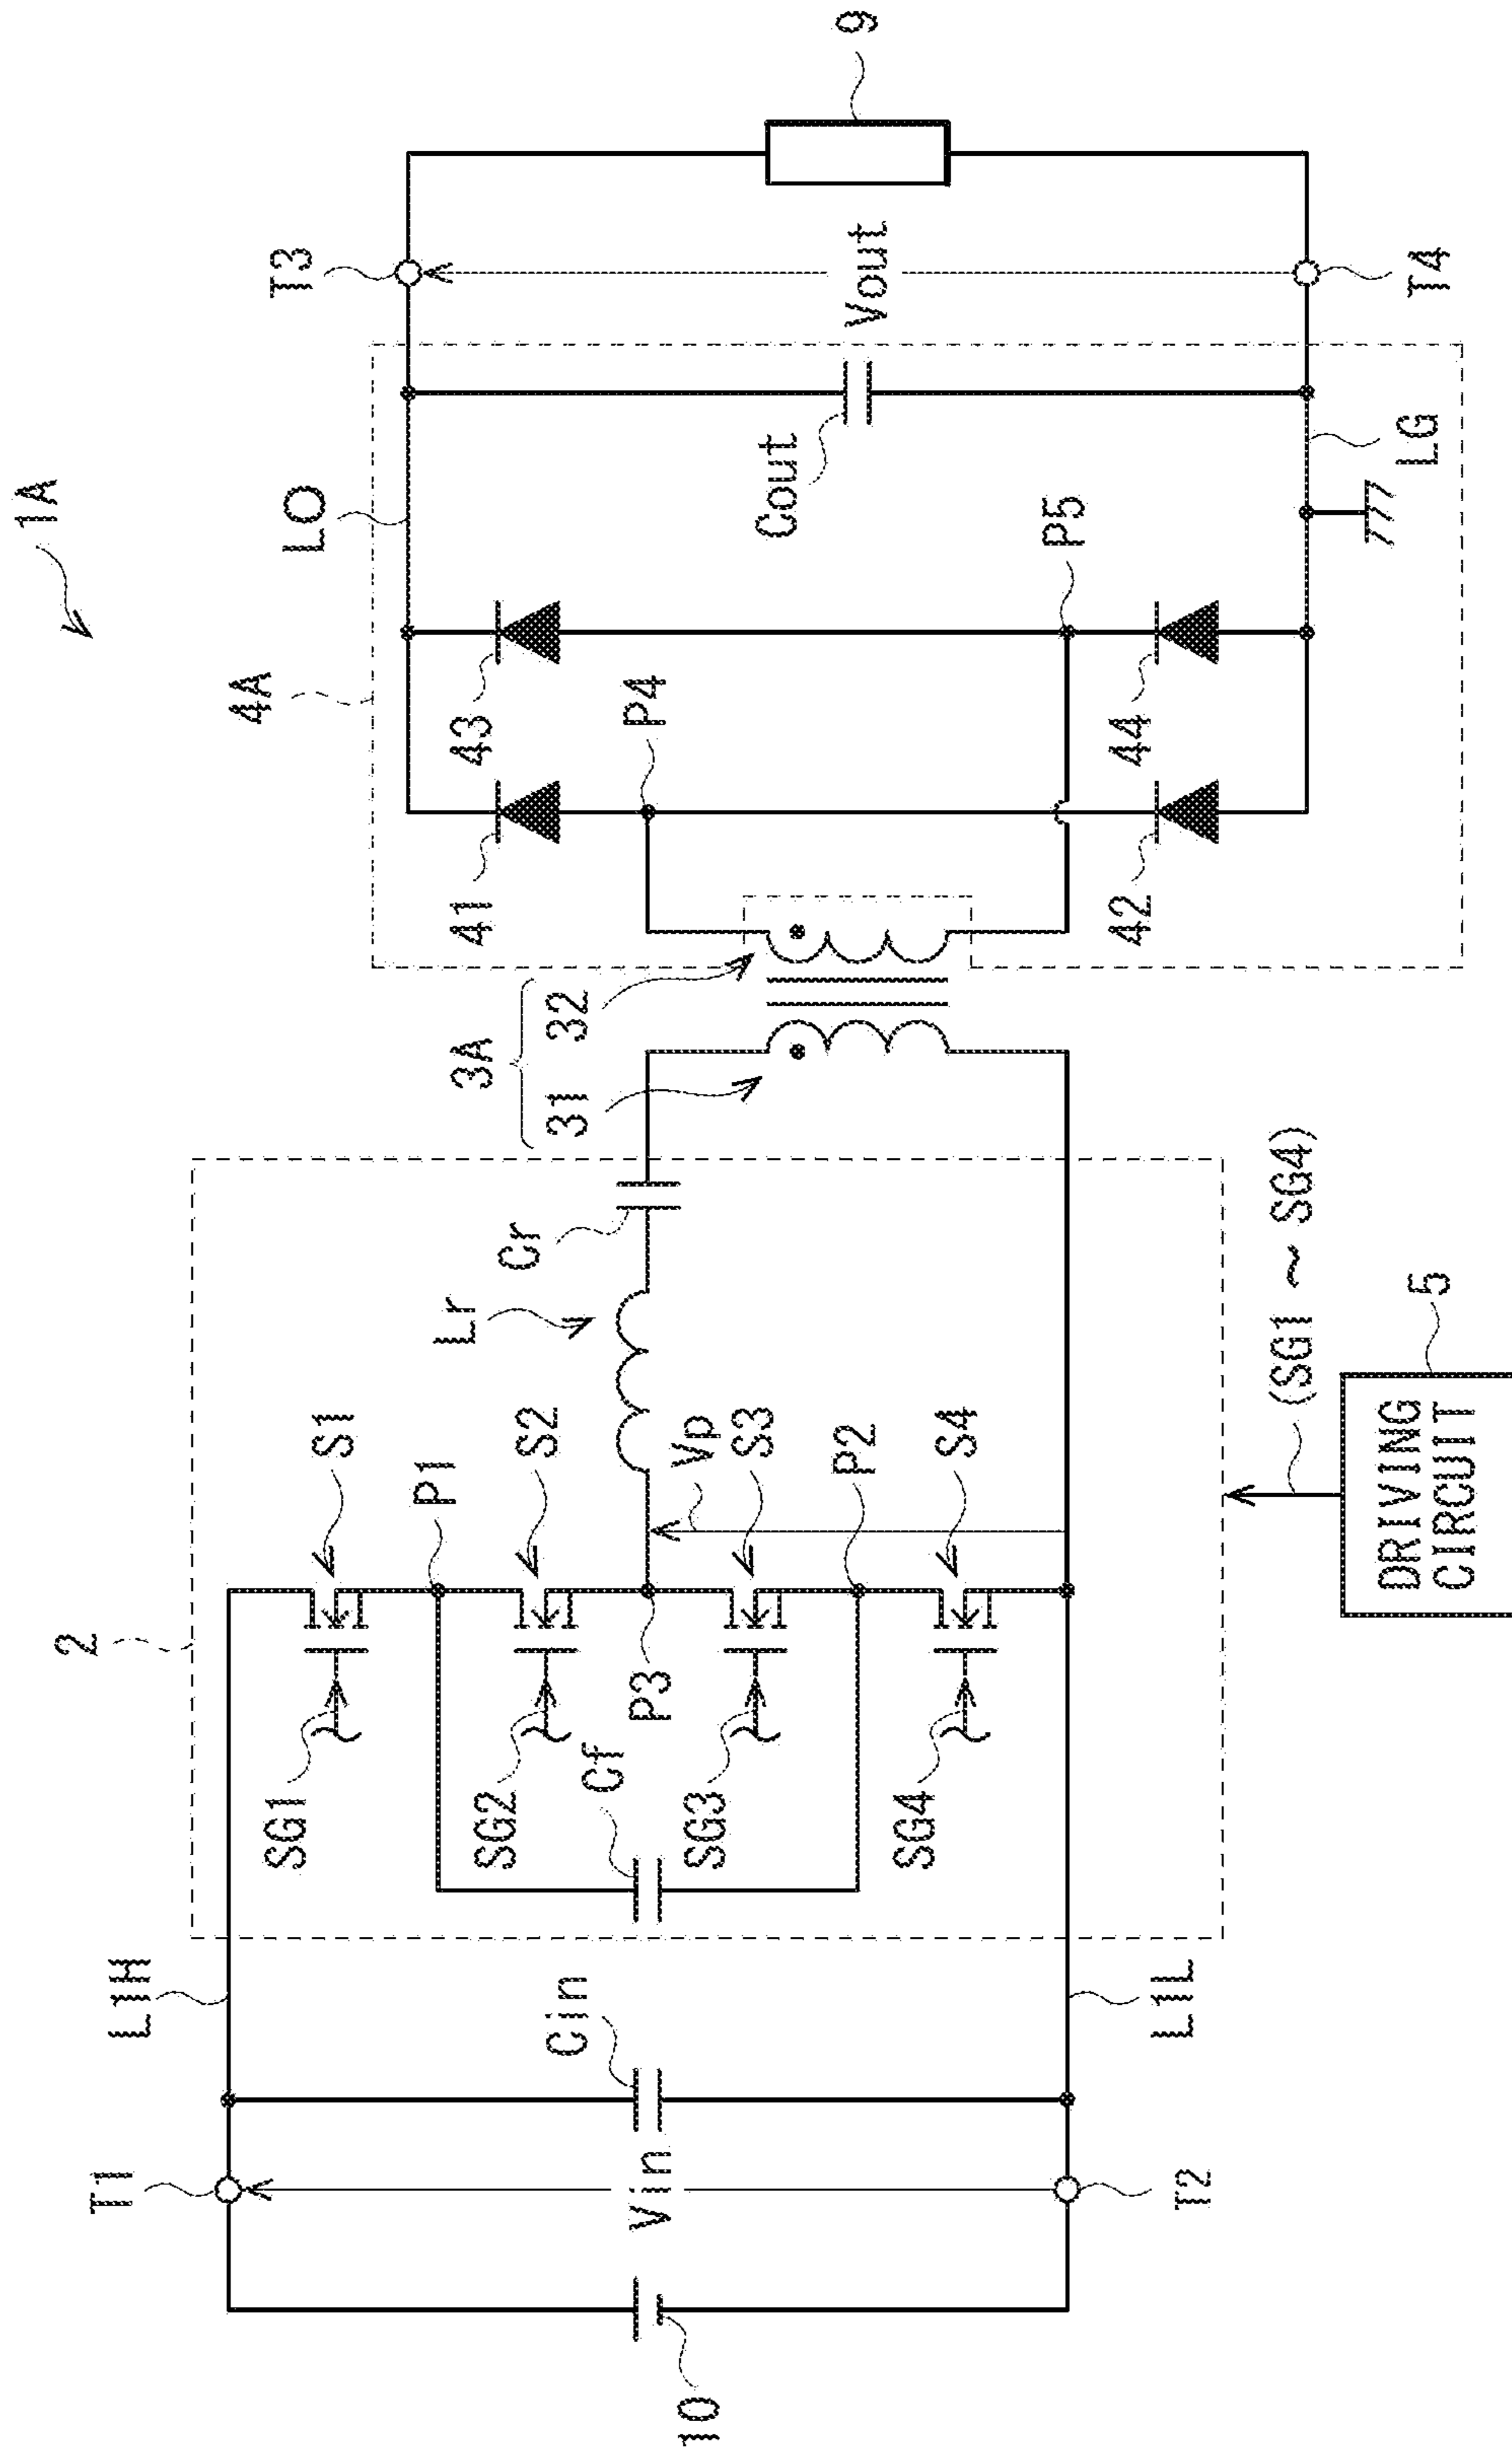 1A
10
T1
Vin
T2
Cin
L1H
L1L
2
SG1
SG2
SG3
SG4
Cf
S1
S2
S3
S4
P1
P3
P2
Vp
Lr
Cr
DRIVING
CIRCUIT
5
(SG1 ~ SG4)
3A
31 32
4A
41
42
43
44
P4
P5
LO
LG
Cout
Vout
T3
T4
9